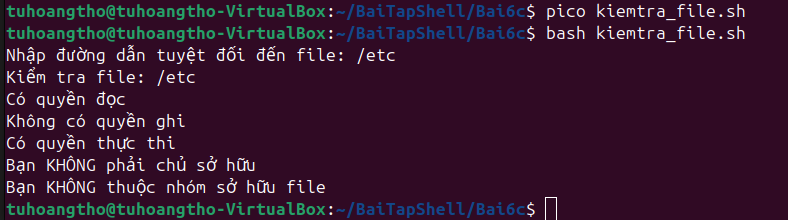 tuhoangtho@tuhoangtho-VirtualBox:~/BaiTapShell/Bai6c$ pico kiemtra_file.sh
tuhoangtho@tuhoangtho-VirtualBox:~/BaiTapShell/Bai6c$ bash kiemtra_file.sh
Nhập đường dẫn tuyệt đối đến file: /etc
Kiểm tra file: /etc
Có quyền đọc
Không có quyền ghi
Có quyền thực thi
Bạn KHÔNG phải chủ sở hữu
Bạn KHÔNG thuộc nhóm sở hữu file
tuhoangtho@tuhoangtho-VirtualBox:~/BaiTapShell/Bai6c$